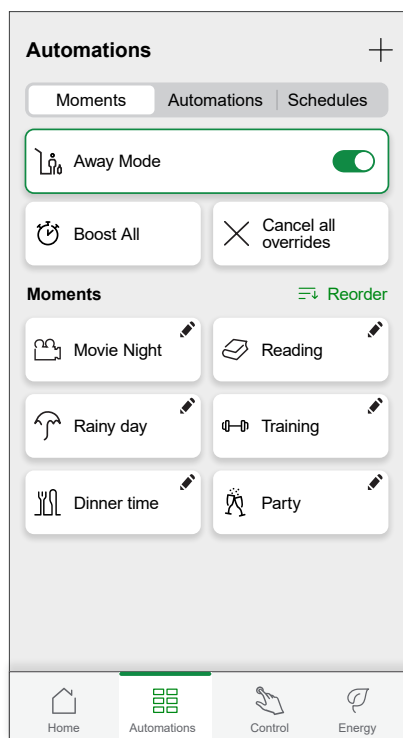 Automations
Moments Automations Schedules
Away Mode
Boost All
Cancel all
overrides
Moments
Reorder
Movie Night
Reading
Rainy day
Training
Dinner time
Party
Home Automations Control Energy